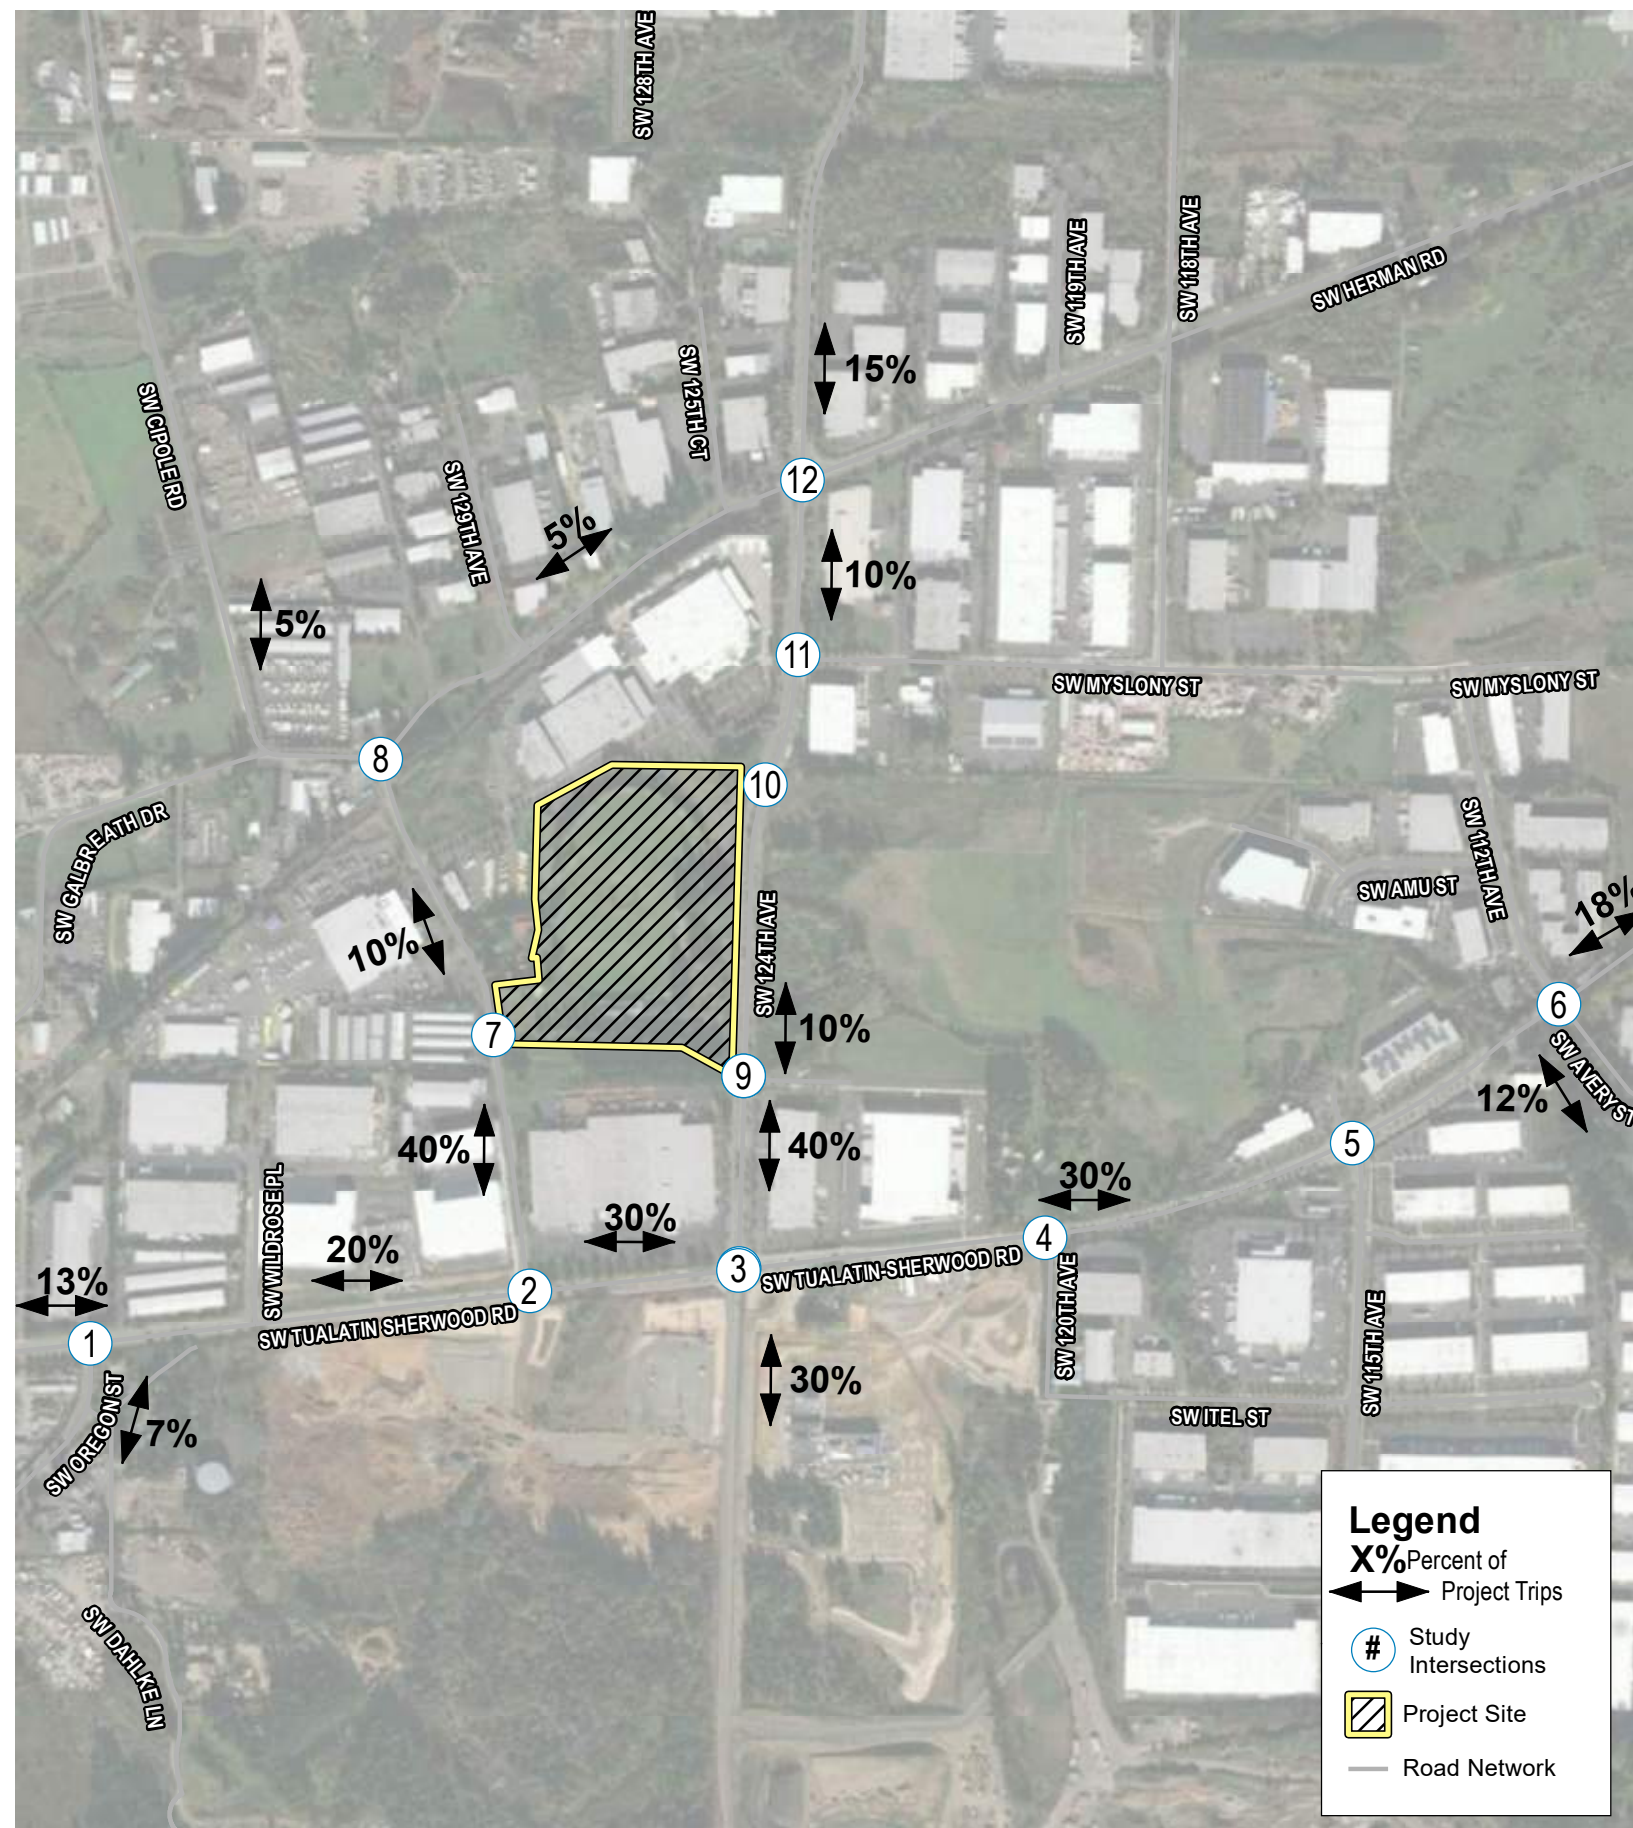 SW 128TH AVE
SW 119TH AVE
SW 118TH AVE
SW HERMAN RD
SW 125TH CT
15%
SW CIPOLE RD
SW 129TH AVE
12
5%
10%
5%
11
SW MYSLONY ST
SW MYSLONY ST
8
10
SW GALBREATH DR
SW 112TH AVE
SW AMU ST
18%
10%
SW 124TH AVE
6
7
10%
SW AVERY ST
9
12%
40%
40%
5
30%
SW WILDROSE PL
30%
20%
4
13%
3
SW TUALATIN-SHERWOOD RD
2
SW TUALATIN SHERWOOD RD
1
SW 120TH AVE
SW 115TH AVE
30%
SW OREGON ST
7%
SW ITEL ST
SW DAHLKE LN
Legend
X% Percent of
Project Trips
# Study
Intersections
Project Site
Road Network